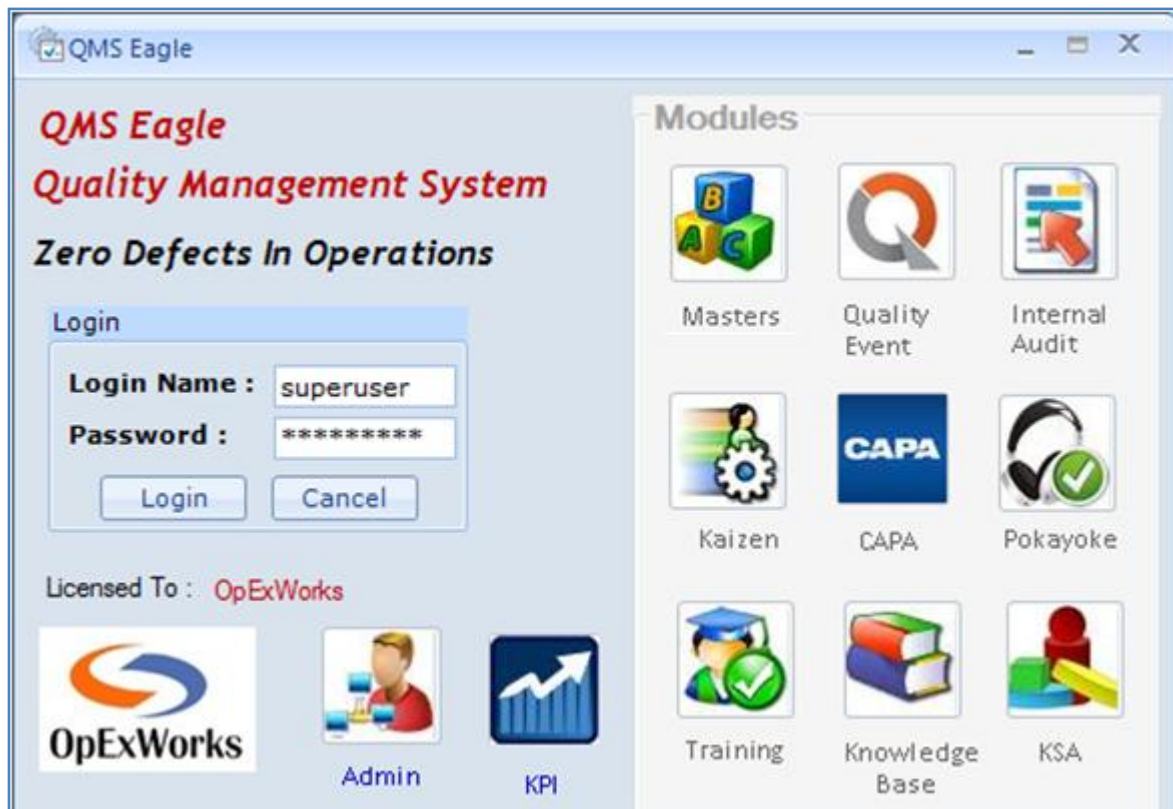 QMS Eagle
QMS Eagle
Quality Management System
Zero Defects In Operations
Login
Login Name :
superuser
Password :
*********
Login
Cancel
Licensed To :
OpExWorks
OpExWorks
Admin
KPI
Modules
B
A
C
Masters
Quality
Event
Internal
Audit
Kaizen
CAPA
CAPA
Pokayoke
Training
Knowledge
Base
KSA